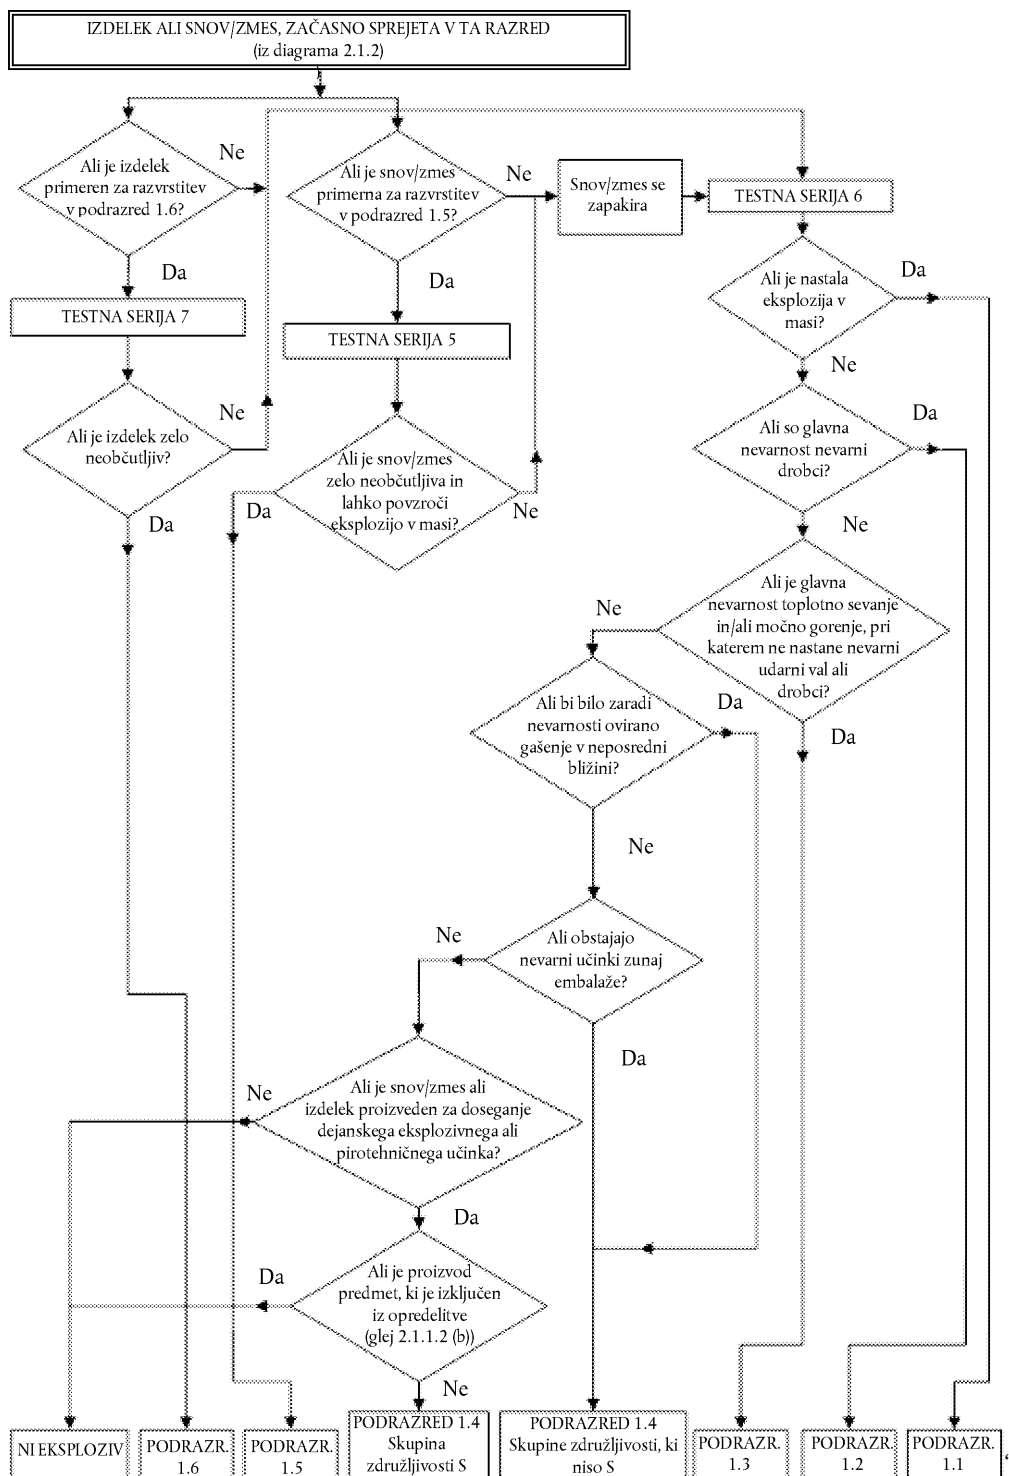 IZDELEK ALI SNOV/ZMES, ZAČASNO SPREJETA V TA RAZRED
(iz diagrama 2.1.2)
Ali je izdelek
primeren za razvrstitev
v podrazred 1.6?
Ne
Da
Ali je snov/zmes
primerna za razvrstitev
v podrazred 1.5?
Ne
Da
Snov/zmes se
zapakira
TESTNA SERIJA 6
TESTNA SERIJA 7
TESTNA SERIJA 5
Ali je nastala
eksplozija v
masi?
Da
Ne
Ali je izdelek zelo
neobčutljiv?
Ne
Da
Ali je snov/zmes
zelo neobčutljiva in
lahko povzroči
eksplozijo v masi?
Da
Ne
Ali so glavna
nevarnost nevarni
drobci?
Da
Ne
Ali je glavna
nevarnost toplotno sevanje
in/ali močno gorenje, pri
katerem ne nastane nevarni
udarni val ali
drobci?
Ne
Da
Ali bi bilo zaradi
nevarnosti ovirano
gašenje v neposredni
bližini?
Da
Ne
Ali obstajajo
nevarni učinki zunaj
embalaže?
Ne
Da
Ali je snov/zmes ali
izdelek proizveden za doseganje
dejanskega eksplozivnega ali
pirotehničnega učinka?
Ne
Da
Ali je proizvod
predmet, ki je izključen
iz opredelitve
(glej 2.1.1.2 (b))
Da
Ne
NI EKSPLOZIV
PODRAZR.
1.6
PODRAZR.
1.5
PODRAZRED 1.4
Skupina
združljivosti S
PODRAZRED 1.4
Skupine združljivosti, ki
niso S
PODRAZR.
1.3
PODRAZR.
1.2
PODRAZR.
1.1
“